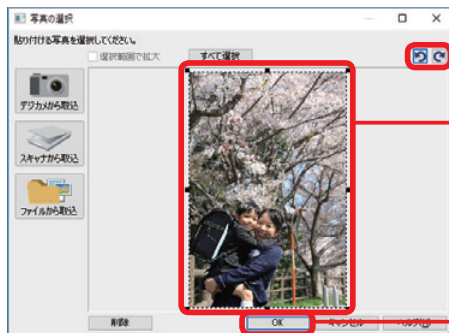 写真の選択
貼り付ける写真を選択してください。
選択範囲で拡大
すべて選択
デジカメから取込
スキャナから取込
ファイルから取込
削除
OK
キャンセル
ヘルプ(H)